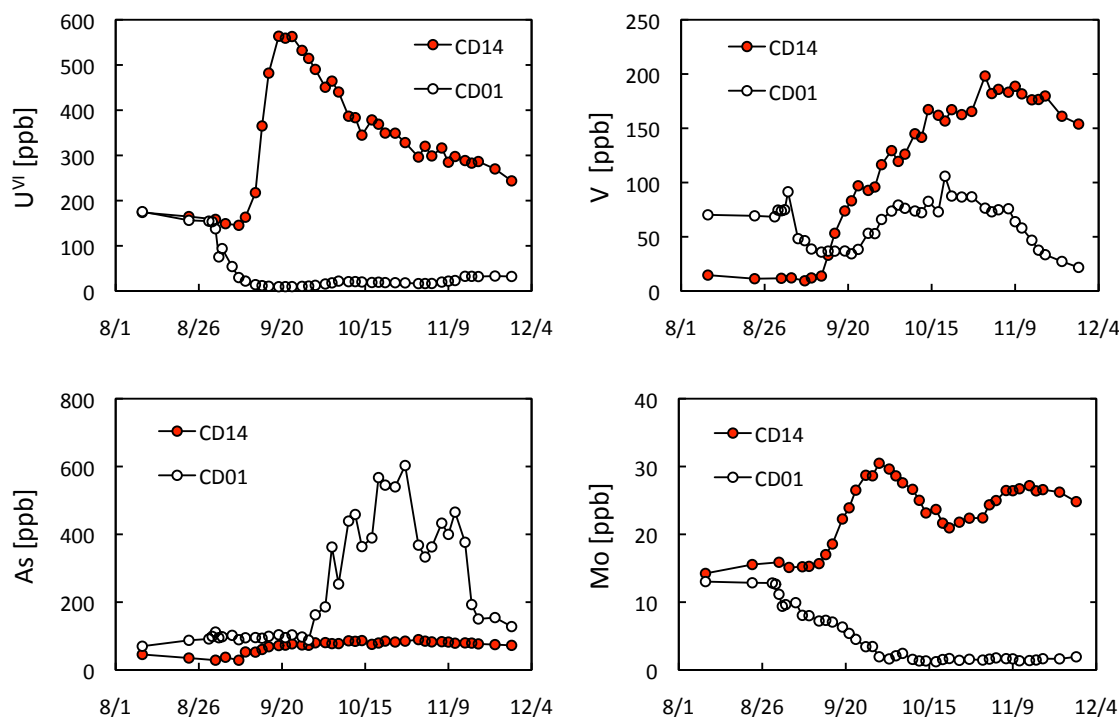 600
500
400
300
200
100
0
U^VI [ppb]
CD14
CD01
8/1 8/26 9/20 10/15 11/9 12/4
250
200
150
100
50
0
V [ppb]
CD14
CD01
8/1 8/26 9/20 10/15 11/9 12/4
800
600
400
200
0
As [ppb]
CD14
CD01
8/1 8/26 9/20 10/15 11/9 12/4
40
30
20
10
0
Mo [ppb]
CD14
CD01
8/1 8/26 9/20 10/15 11/9 12/4